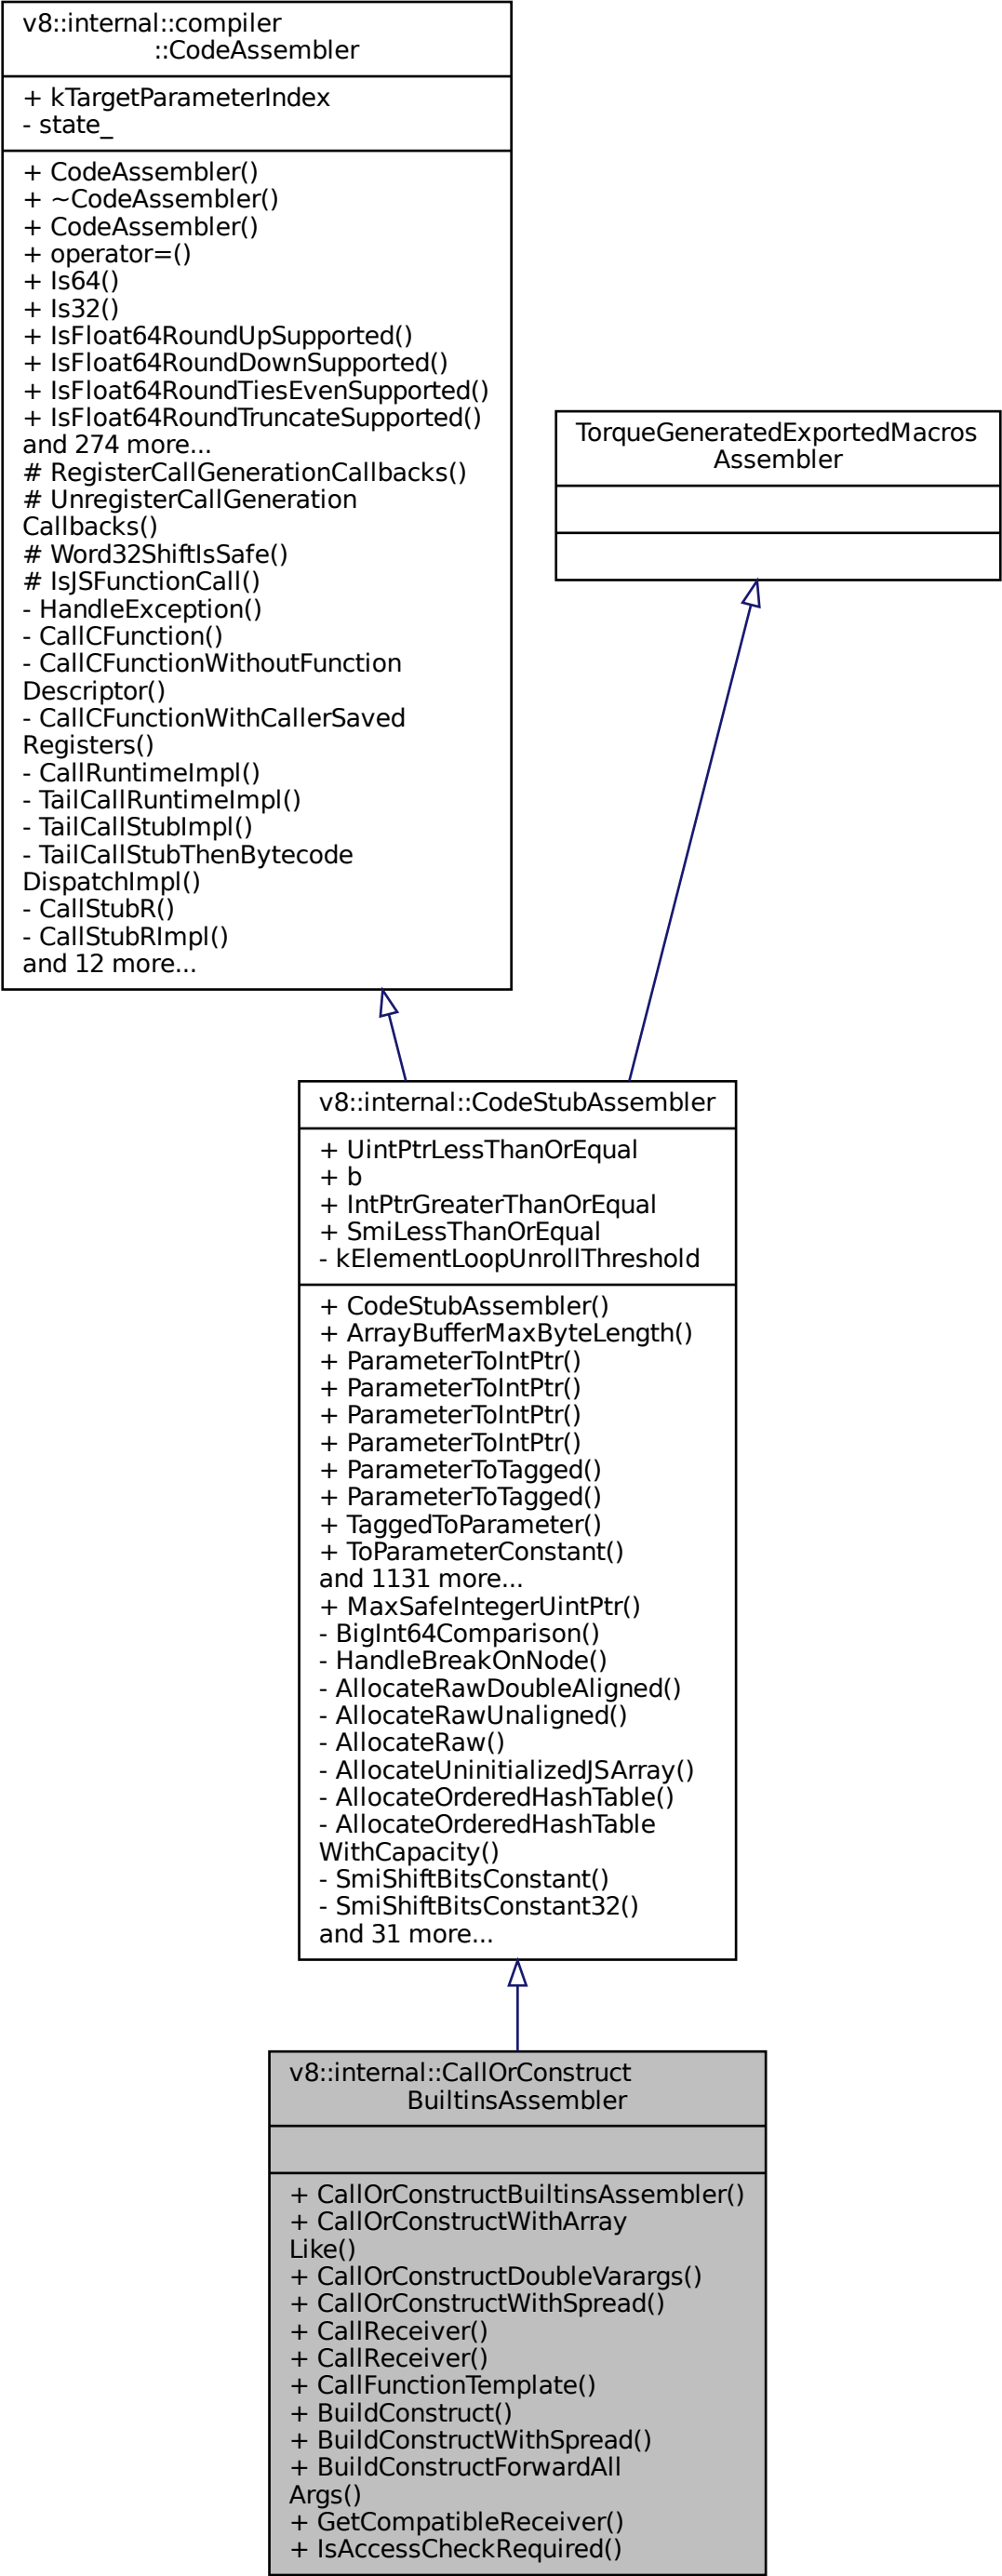 v8::internal::compiler
::CodeAssembler
+ kTargetParameterIndex
- state_
+ CodeAssembler()
+ ~CodeAssembler()
+ CodeAssembler()
+ operator=()
+ Is64()
+ Is32()
+ IsFloat64RoundUpSupported()
+ IsFloat64RoundDownSupported()
+ IsFloat64RoundTiesEvenSupported()
+ IsFloat64RoundTruncateSupported()
and 274 more...
# RegisterCallGenerationCallbacks()
# UnregisterCallGeneration
Callbacks()
# Word32ShiftIsSafe()
# IsJSFunctionCall()
- HandleException()
- CallCFunction()
- CallCFunctionWithoutFunction
Descriptor()
- CallCFunctionWithCallerSaved
Registers()
- CallRuntimeImpl()
- TailCallRuntimeImpl()
- TailCallStubImpl()
- TailCallStubThenBytecode
DispatchImpl()
- CallStubR()
- CallStubRImpl()
and 12 more...
TorqueGeneratedExportedMacros
Assembler
v8::internal::CodeStubAssembler
+ UintPtrLessThanOrEqual
+ b
+ IntPtrGreaterThanOrEqual
+ SmiLessThanOrEqual
- kElementLoopUnrollThreshold
+ CodeStubAssembler()
+ ArrayBufferMaxByteLength()
+ ParameterToIntPtr()
+ ParameterToIntPtr()
+ ParameterToIntPtr()
+ ParameterToIntPtr()
+ ParameterToTagged()
+ ParameterToTagged()
+ TaggedToParameter()
+ ToParameterConstant()
and 1131 more...
+ MaxSafeIntegerUintPtr()
- BigInt64Comparison()
- HandleBreakOnNode()
- AllocateRawDoubleAligned()
- AllocateRawUnaligned()
- AllocateRaw()
- AllocateUninitializedJSArray()
- AllocateOrderedHashTable()
- AllocateOrderedHashTable
WithCapacity()
- SmiShiftBitsConstant()
- SmiShiftBitsConstant32()
and 31 more...
v8::internal::CallOrConstruct
BuiltinsAssembler
+ CallOrConstructBuiltinsAssembler()
+ CallOrConstructWithArray
Like()
+ CallOrConstructDoubleVarargs()
+ CallOrConstructWithSpread()
+ CallReceiver()
+ CallReceiver()
+ CallFunctionTemplate()
+ BuildConstruct()
+ BuildConstructWithSpread()
+ BuildConstructForwardAll
Args()
+ GetCompatibleReceiver()
+ IsAccessCheckRequired()